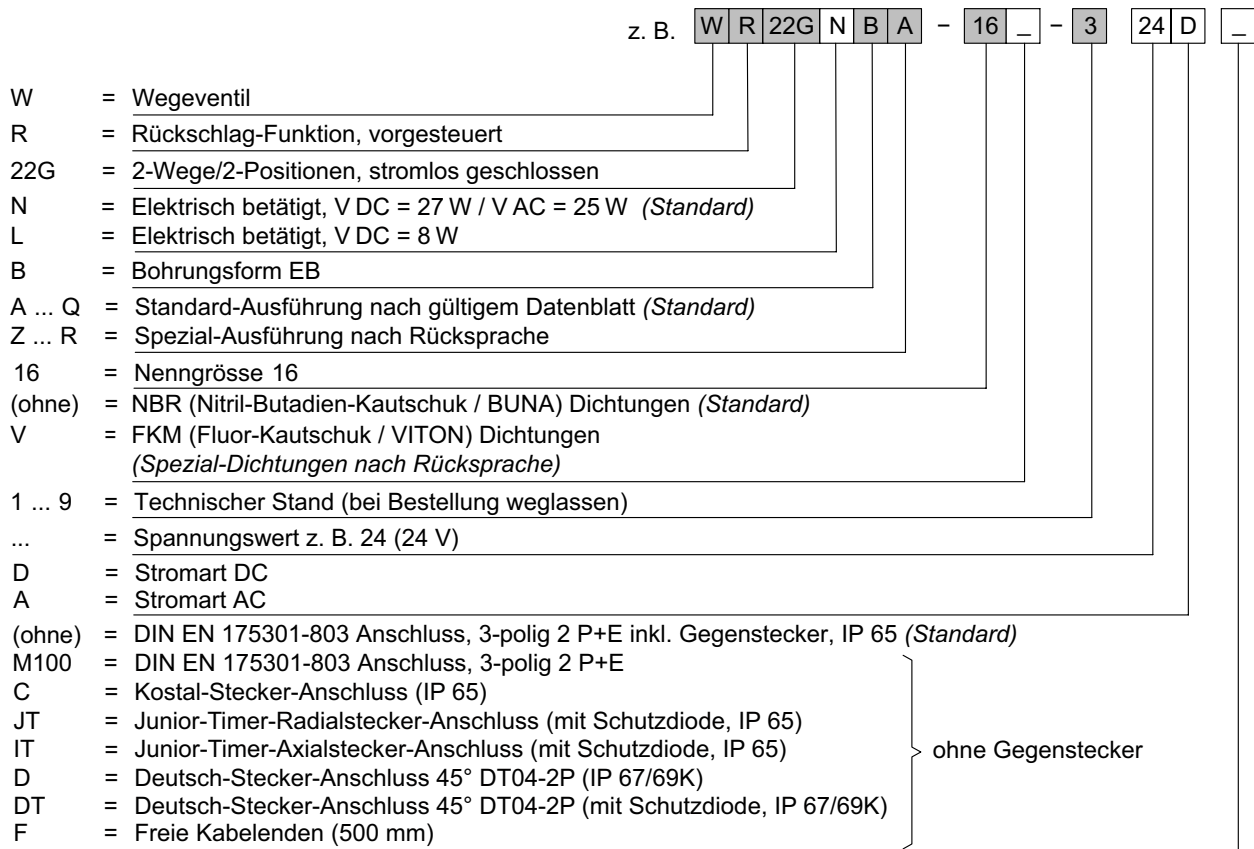 z. B. W R 22G N B A – 16 _ – 3 24 D _
W = Wegeventil
R = Rückschlag-Funktion, vorgesteuert
22G = 2-Wege/2-Positionen, stromlos geschlossen
N = Elektrisch betätigt, V DC = 27 W / V AC = 25 W (Standard)
L = Elektrisch betätigt, V DC = 8 W
B = Bohrungsform EB
A ... Q = Standard-Ausführung nach gültigem Datenblatt (Standard)
Z ... R = Spezial-Ausführung nach Rücksprache
16 = Nenngrösse 16
(ohne) = NBR (Nitril-Butadien-Kautschuk / BUNA) Dichtungen (Standard)
V = FKM (Fluor-Kautschuk / VITON) Dichtungen
(Spezial-Dichtungen nach Rücksprache)
1 ... 9 = Technischer Stand (bei Bestellung weglassen)
... = Spannungswert z. B. 24 (24 V)
D = Stromart DC
A = Stromart AC
(ohne) = DIN EN 175301-803 Anschluss, 3-polig 2 P+E inkl. Gegenstecker, IP 65 (Standard)
M100 = DIN EN 175301-803 Anschluss, 3-polig 2 P+E
C = Kostal-Stecker-Anschluss (IP 65)
JT = Junior-Timer-Radialstecker-Anschluss (mit Schutzdiode, IP 65)
IT = Junior-Timer-Axialstecker-Anschluss (mit Schutzdiode, IP 65) ohne Gegenstecker
D = Deutsch-Stecker-Anschluss 45° DT04-2P (IP 67/69K)
DT = Deutsch-Stecker-Anschluss 45° DT04-2P (mit Schutzdiode, IP 67/69K)
F = Freie Kabelenden (500 mm)